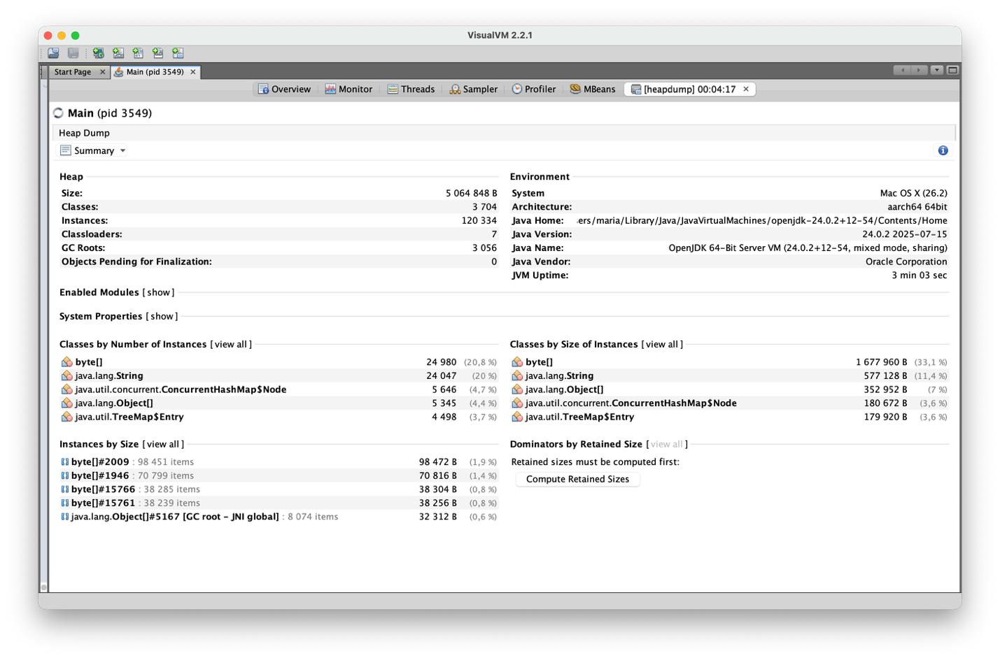 VisualVM 2.2.1
Start Page
Main (pid 3549)
Overview
Monitor
Threads
Sampler
Profiler
MBeans
[heapdump] 00:04:17
Main (pid 3549)
Heap Dump
Summary
Heap
Size: 5 064 848 B
Classes: 3 704
Instances: 120 334
Classloaders: 7
GC Roots: 3 056
Objects Pending for Finalization: 0
Environment
System Mac OS X (26.2)
Architecture: aarch64 64bit
Java Home: ers/maria/Library/Java/JavaVirtualMachines/openjdk-24.0.2+12-54/Contents/Home
Java Version: 24.0.2 2025-07-15
Java Name: OpenJDK 64-Bit Server VM (24.0.2+12-54, mixed mode, sharing)
Java Vendor: Oracle Corporation
JVM Uptime: 3 min 03 sec
Enabled Modules [ show ]
System Properties [ show ]
Classes by Number of Instances [ view all ]
byte[] 24 980 (20,8 %)
java.lang.String 24 047 (20 %)
java.util.concurrent.ConcurrentHashMap$Node 5 646 (4,7 %)
java.lang.Object[] 5 345 (4,4 %)
java.util.TreeMap$Entry 4 498 (3,7 %)
Classes by Size of Instances [ view all ]
byte[] 1 677 960 B (33,1 %)
java.lang.String 577 128 B (11,4 %)
java.lang.Object[] 352 952 B (7 %)
java.util.concurrent.ConcurrentHashMap$Node 180 672 B (3,6 %)
java.util.TreeMap$Entry 179 920 B (3,6 %)
Instances by Size [ view all ]
byte[]#2009 : 98 451 items 98 472 B (1,9 %)
byte[]#1946 : 70 799 items 70 816 B (1,4 %)
byte[]#15766 : 38 285 items 38 304 B (0,8 %)
byte[]#15761 : 38 239 items 38 256 B (0,8 %)
java.lang.Object[]#5167 [GC root - JNI global] : 8 074 items 32 312 B (0,6 %)
Dominators by Retained Size [ view all ]
Retained sizes must be computed first:
Compute Retained Sizes